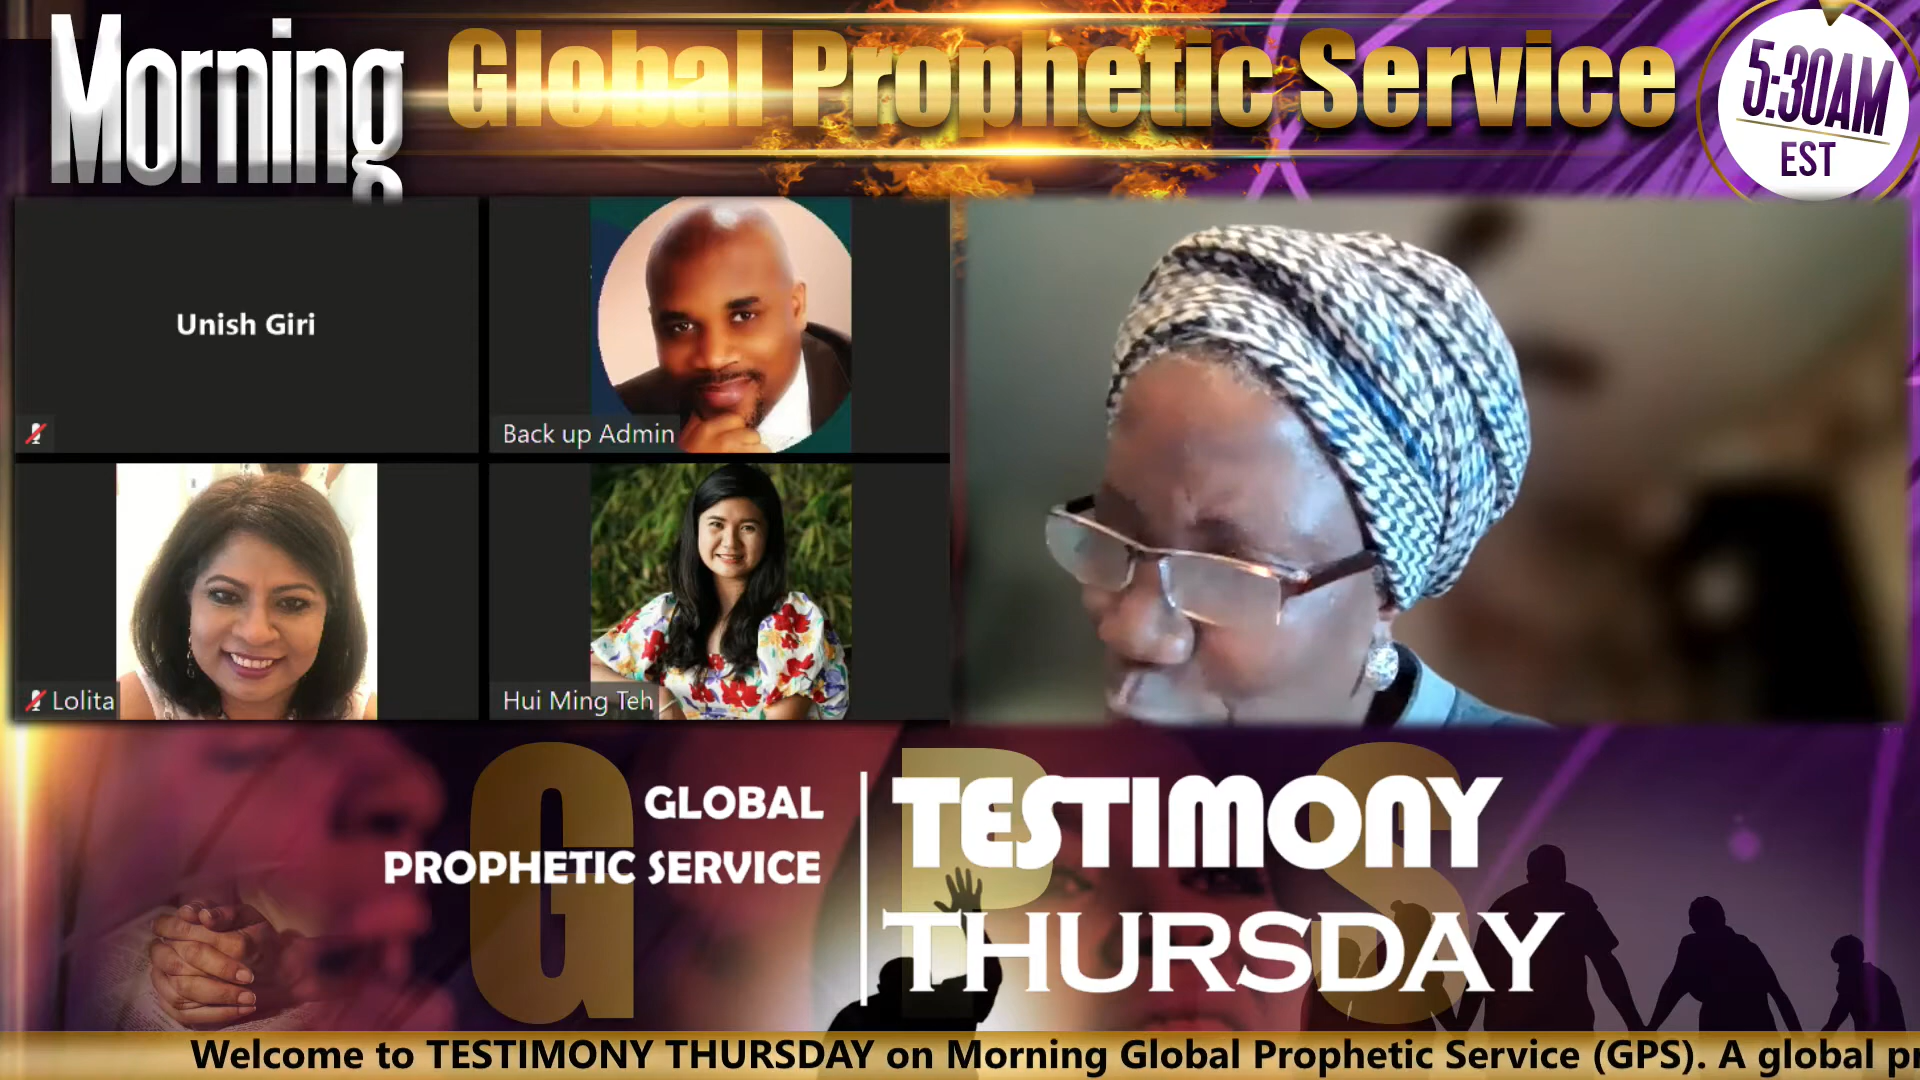 Morning Global Prophetic Service
5:30AM
EST
Unish Giri
Back up Admin
Lolita
Hui Ming Teh
GPS
GLOBAL
PROPHETIC SERVICE
TESTIMONY
THURSDAY
Welcome to TESTIMONY THURSDAY on Morning Global Prophetic Service (GPS). A global